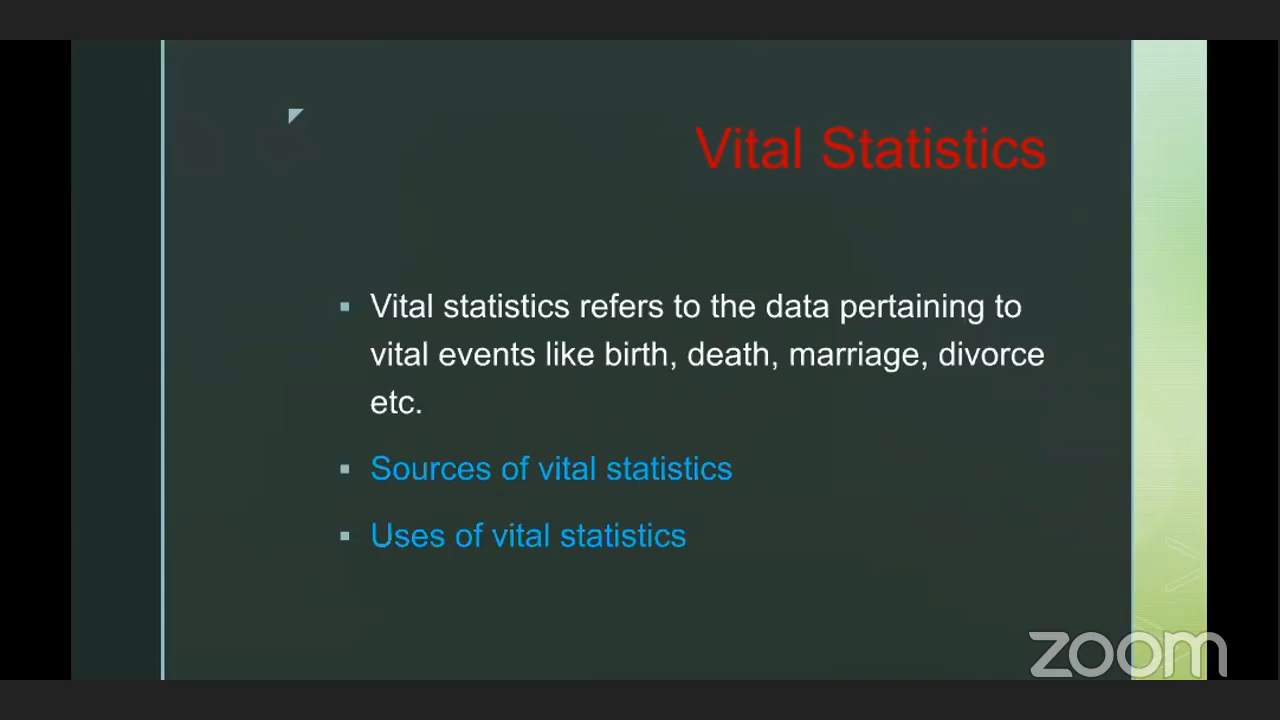 Vital Statistics
Vital statistics refers to the data pertaining to
vital events like birth, death, marriage, divorce
etc.
Sources of vital statistics
Uses of vital statistics
zoom